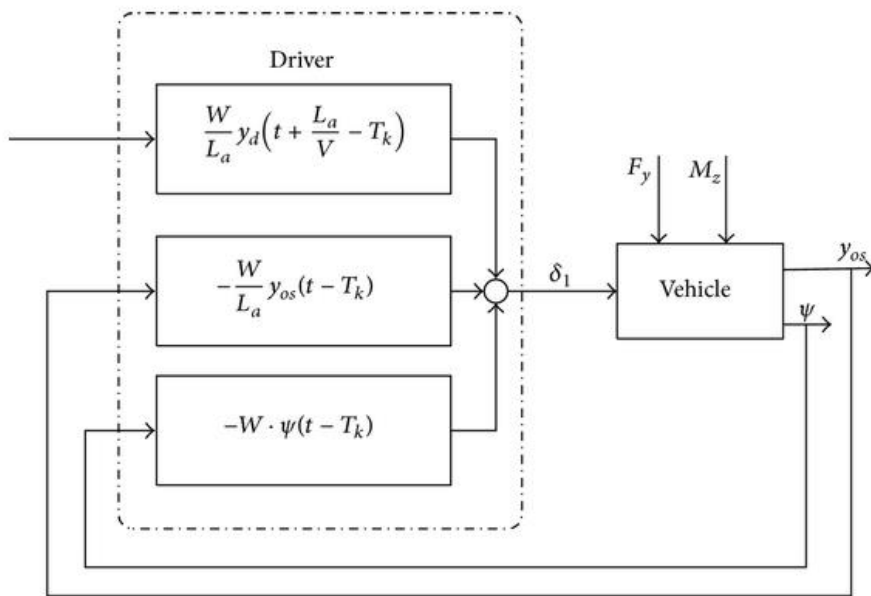 Driver
W/L_a y_d(t + L_a/V − T_k)
F_y M_z
−W/L_a y_os(t − T_k)
δ_1
Vehicle
y_os
ψ
−W · ψ(t − T_k)